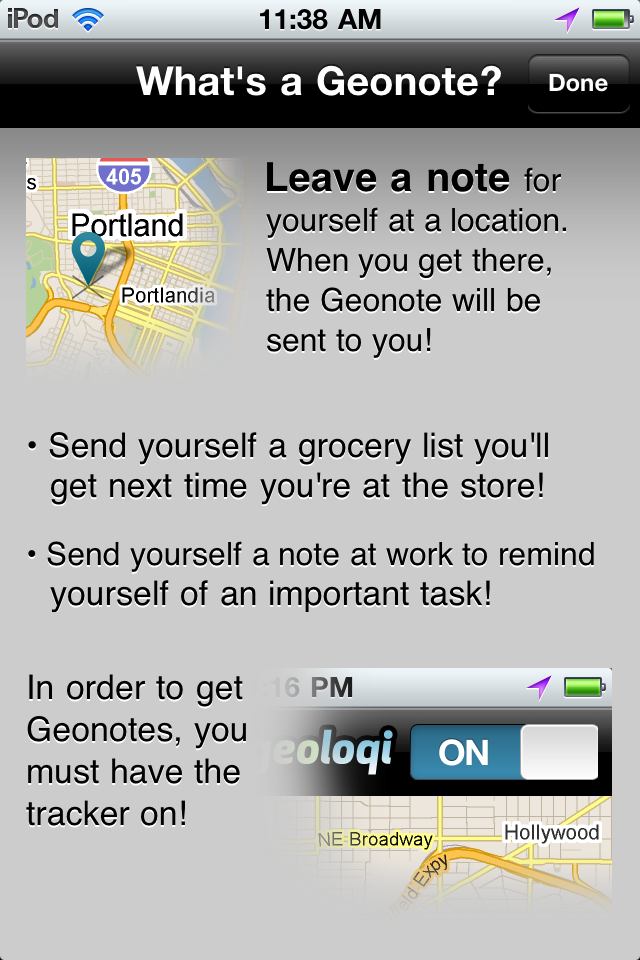 iPod 11:38 AM
What's a Geonote? Done
s
405
Portland
Portlandia
Leave a note for
yourself at a location.
When you get there,
the Geonote will be
sent to you!
• Send yourself a grocery list you'll
get next time you're at the store!
• Send yourself a note at work to remind
yourself of an important task!
In order to get
Geonotes, you
must have the
tracker on!
16 PM
geoloqi ON
NE Broadway Hollywood
field Expy